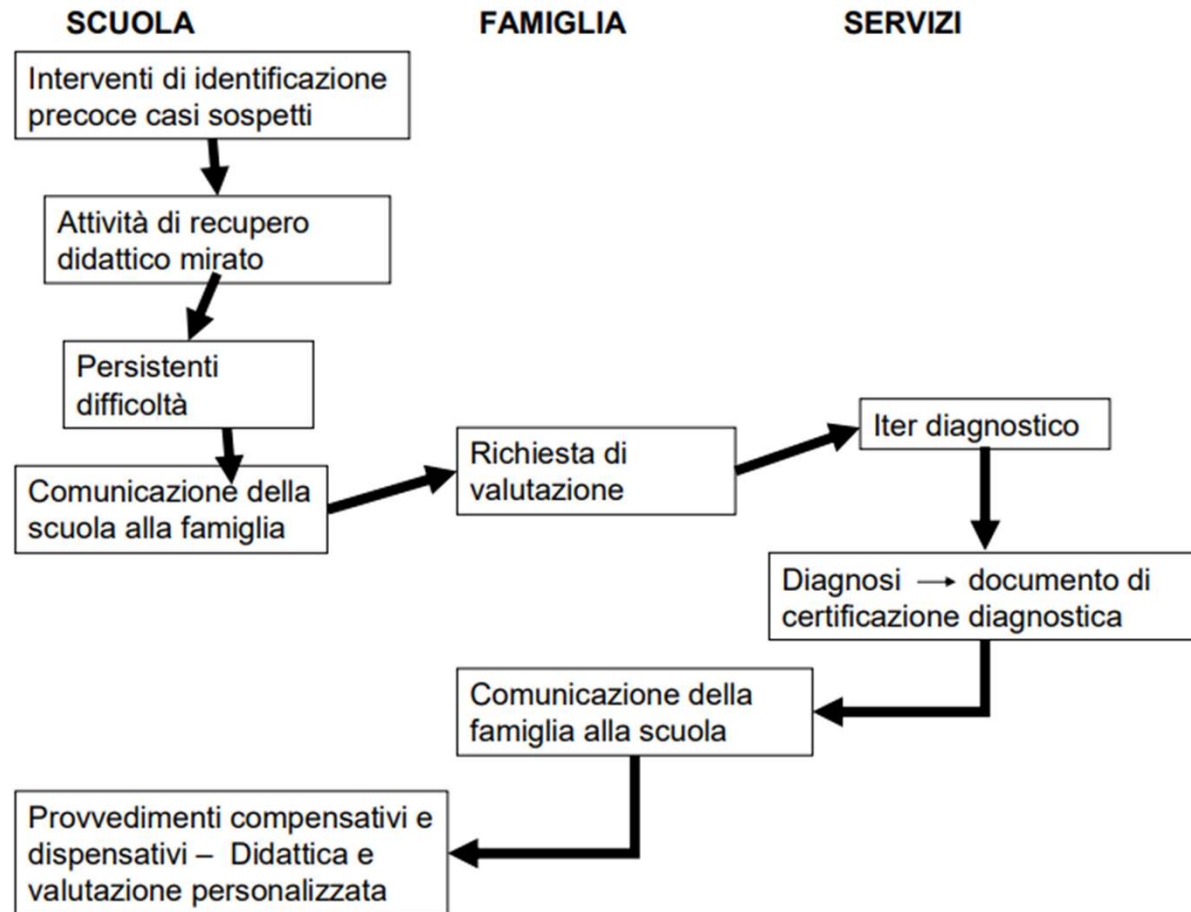 SCUOLA
FAMIGLIA
SERVIZI
Interventi di identificazione
precoce casi sospetti
Attività di recupero
didattico mirato
Persistenti
difficoltà
Comunicazione della
scuola alla famiglia
Richiesta di
valutazione
Iter diagnostico
Diagnosi → documento di
certificazione diagnostica
Comunicazione della
famiglia alla scuola
Provvedimenti compensativi e
dispensativi – Didattica e
valutazione personalizzata